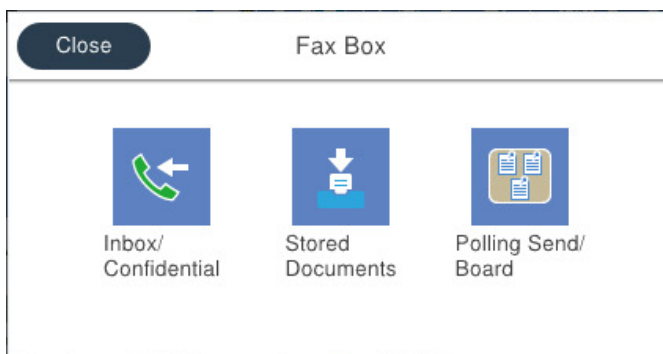 Close
Fax Box
Inbox/
Confidential
Stored
Documents
Polling Send/
Board